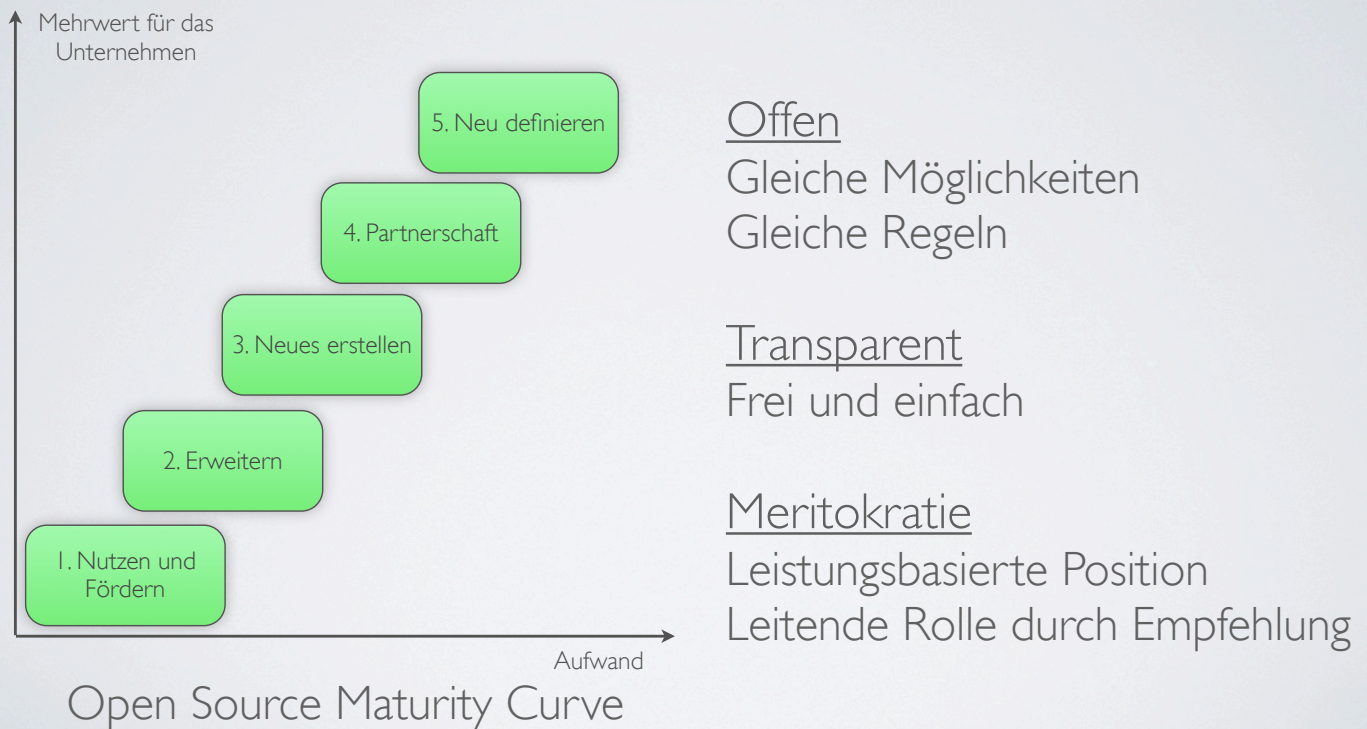 Mehrwert für das
Unternehmen
5. Neu definieren
4. Partnerschaft
3. Neues erstellen
2. Erweitern
1. Nutzen und
Fördern
Aufwand
Open Source Maturity Curve
Offen
Gleiche Möglichkeiten
Gleiche Regeln
Transparent
Frei und einfach
Meritokratie
Leistungsbasierte Position
Leitende Rolle durch Empfehlung